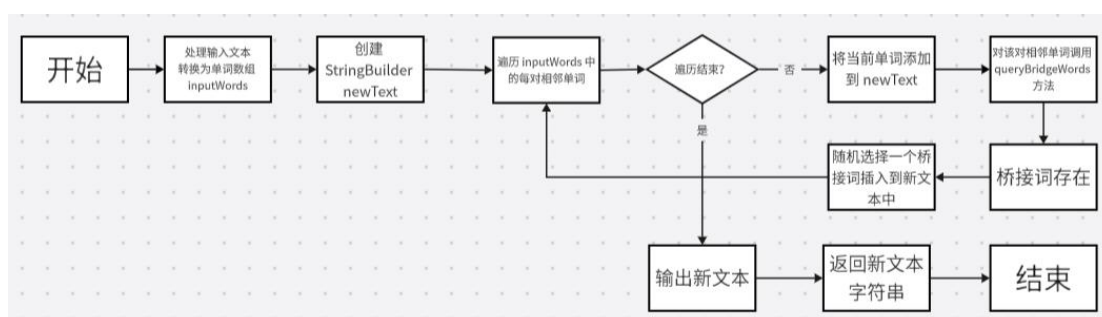 开始
处理输入文本
转换为单词数组
inputWords
创建
StringBuilder
newText
遍历 inputWords 中
的每对相邻单词
遍历结束？
否
将当前单词添加
到 newText
对该对相邻单词调用
queryBridgeWords
方法
是
随机选择一个桥
接词插入到新文
本中
桥接词存在
输出新文本
返回新文本
字符串
结束